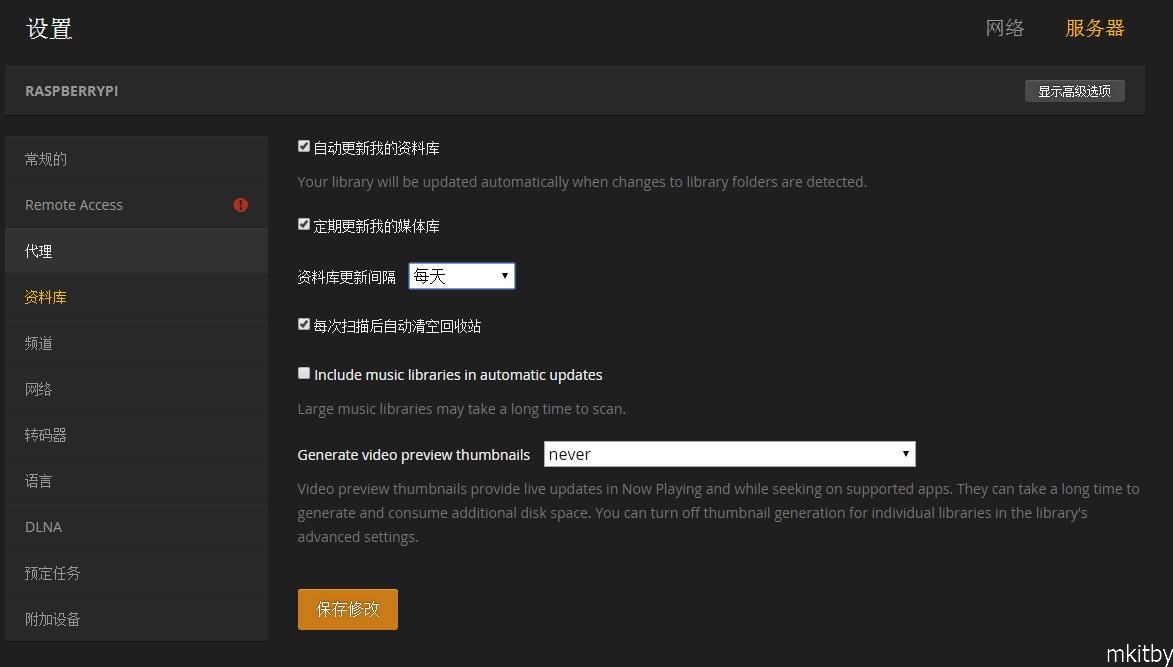 设置
网络
服务器
RASPBERRYPI
显示高级选项
常规的
Remote Access
代理
资料库
频道
网络
转码器
语言
DLNA
预定任务
附加设备
自动更新我的资料库
Your library will be updated automatically when changes to library folders are detected.
定期更新我的媒体库
资料库更新间隔 每天
每次扫描后自动清空回收站
Include music libraries in automatic updates
Large music libraries may take a long time to scan.
Generate video preview thumbnails never
Video preview thumbnails provide live updates in Now Playing and while seeking on supported apps. They can take a long time to
generate and consume additional disk space. You can turn off thumbnail generation for individual libraries in the library's
advanced settings.
保存修改
mkitby